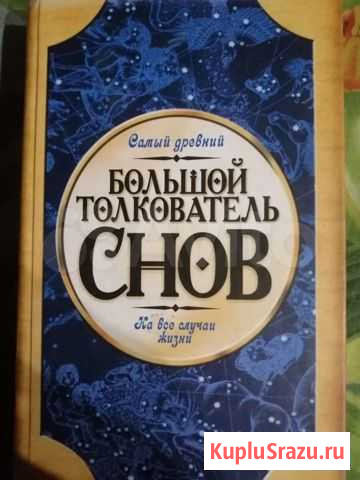 Самый древний
БОЛЬШОЙ
ТОЛКОВАТЕЛЬ
СНОВ
На все случаи
жизни
KupluSrazu.ru